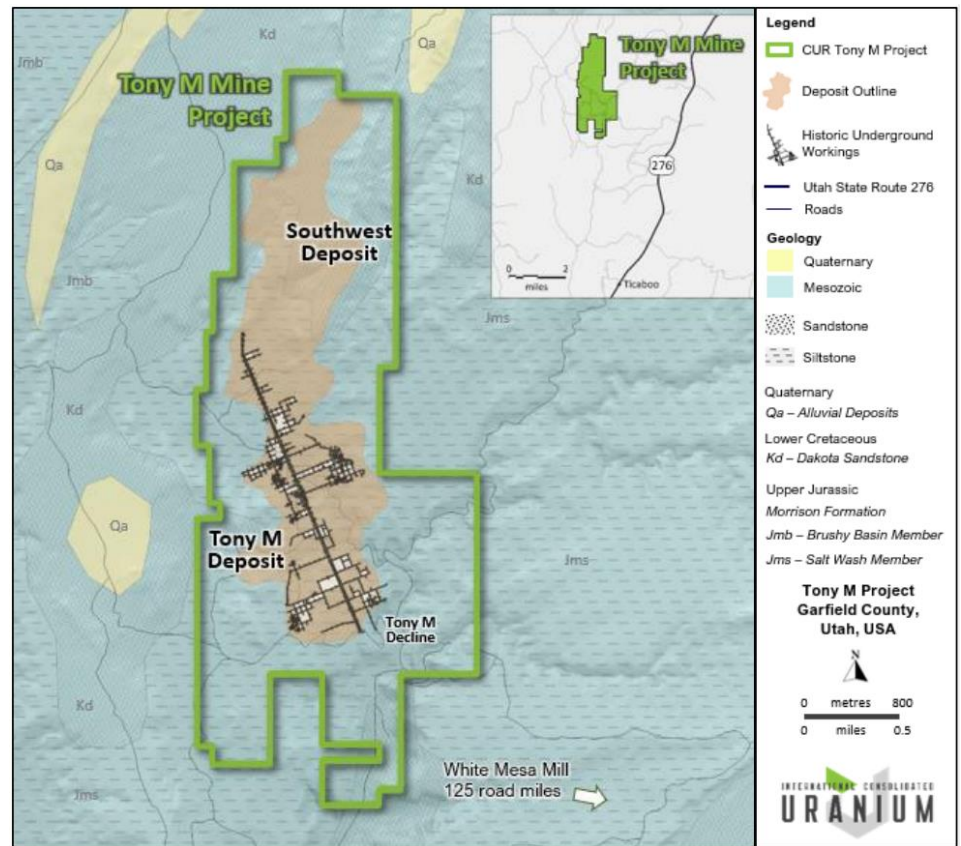 Kd
Qa
Jmb
Tony M Mine
Project
Qa
Kd
Southwest
Deposit
Jmb
Jms
Kd
Qa
Tony M
Deposit
Jms
Tony M
Decline
Kd
Jms
White Mesa Mill
125 road miles
Tony M Mine
Project
276
0 2
miles
Ticaboo
Legend
CUR Tony M Project
Deposit Outline
Historic Underground
Workings
Utah State Route 276
Roads
Geology
Quaternary
Mesozoic
Sandstone
Siltstone
Quaternary
Qa – Alluvial Deposits
Lower Cretaceous
Kd – Dakota Sandstone
Upper Jurassic
Morrison Formation
Jmb – Brushy Basin Member
Jms – Salt Wash Member
Tony M Project
Garfield County,
Utah, USA
N
0 metres 800
0 miles 0.5
INTERNATIONAL CONSOLIDATED
URANIUM